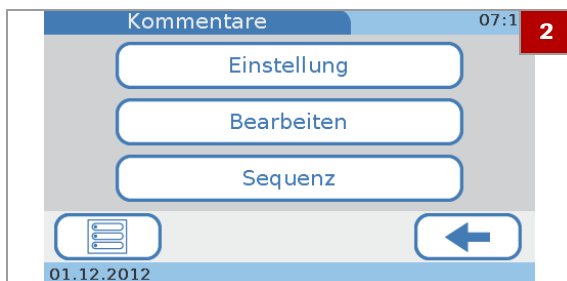 Kommentare 07:1
2
Einstellung
Bearbeiten
Sequenz
01.12.2012